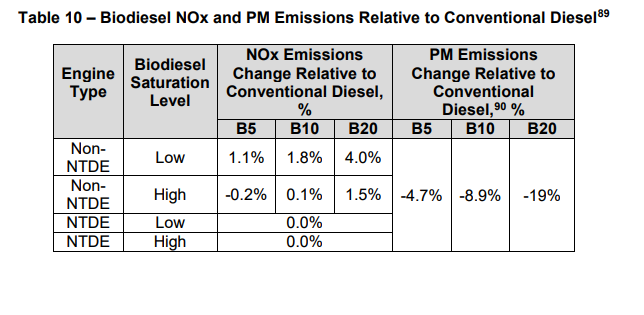 Table 10 – Biodiesel NOx and PM Emissions Relative to Conventional Diesel89
Engine Type
Biodiesel Saturation Level
NOx Emissions
Change Relative to
Conventional Diesel,
%
PM Emissions
Change Relative to
Conventional
Diesel,90 %
B5 B10 B20 B5 B10 B20
Non-
NTDE
Low 1.1% 1.8% 4.0%
Non-
NTDE
High -0.2% 0.1% 1.5% -4.7% -8.9% -19%
NTDE Low 0.0%
NTDE High 0.0%